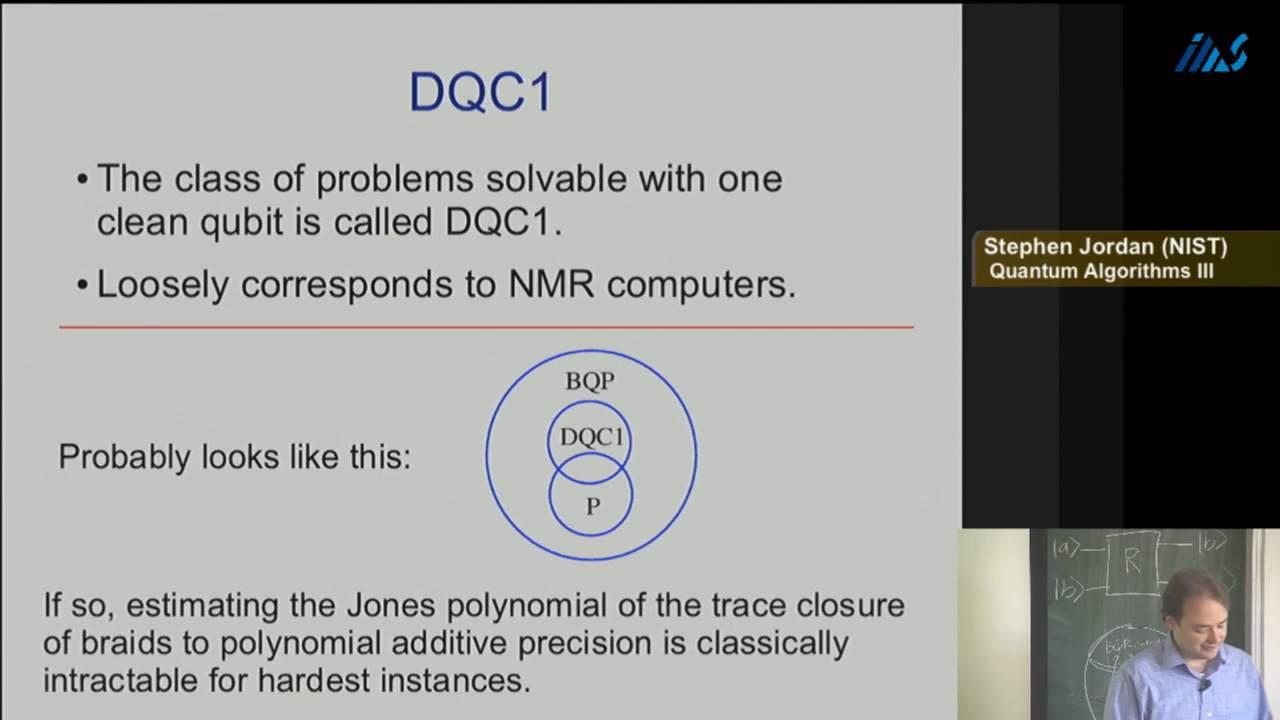 DQC1
• The class of problems solvable with one
clean qubit is called DQC1.
• Loosely corresponds to NMR computers.
Probably looks like this:
BQP
DQC1
P
If so, estimating the Jones polynomial of the trace closure
of braids to polynomial additive precision is classically
intractable for hardest instances.
Stephen Jordan (NIST)
Quantum Algorithms III
|a⟩
R
|b⟩
|b⟩